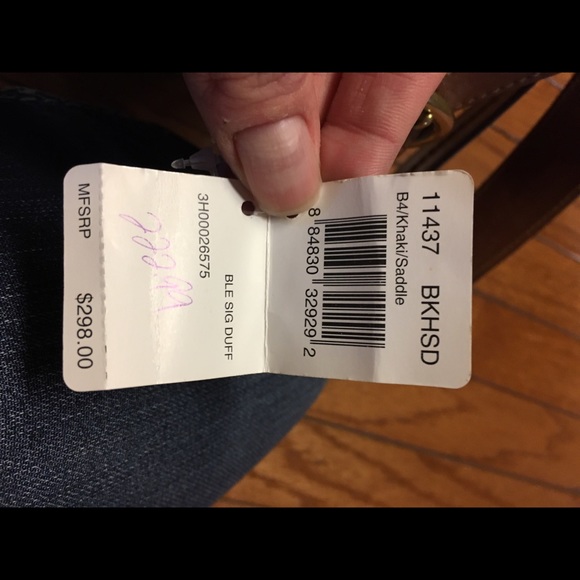 11437 BKHSD
B4/Khaki/Saddle
8 84830 32929 2
BLE SIG DUFF
3H00026575
MFSRP $298.00